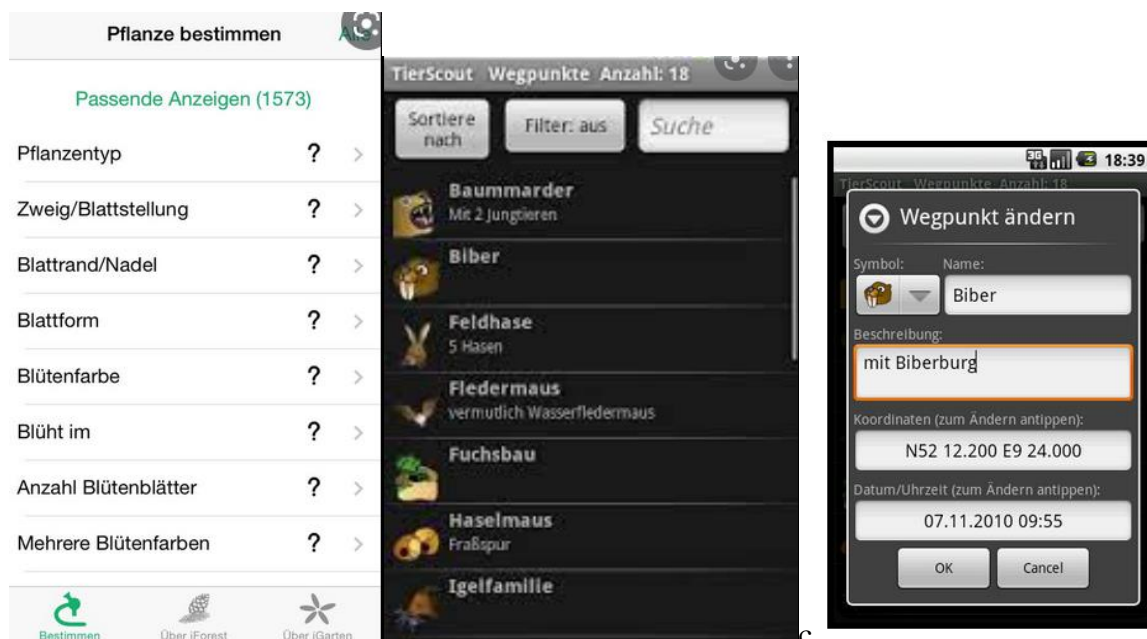 Pflanze bestimmen
Alle
Passende Anzeigen (1573)
Pflanzentyp ? >
Zweig/Blattstellung ? >
Blattrand/Nadel ? >
Blattform ? >
Blütenfarbe ? >
Blüht im ? >
Anzahl Blütenblätter ? >
Mehrere Blütenfarben ? >
Bestimmen Über iForest Über iGarten
TierScout Wegpunkte Anzahl: 18
Sortiere nach
Filter: aus
Suche
Baummarder
Mit 2 Jungtieren
Biber
Feldhase
5 Hasen
Fledermaus
vermutlich Wasserfledermaus
Fuchsbau
Haselmaus
Fraßspur
Igelfamilie
3G 18:39
TierScout Wegpunkte Anzahl: 18
Wegpunkt ändern
Symbol: Name:
Biber
Beschreibung:
mit Biberburg
Koordinaten (zum Ändern antippen):
N52 12.200 E9 24.000
Datum/Uhrzeit (zum Ändern antippen):
07.11.2010 09:55
OK Cancel